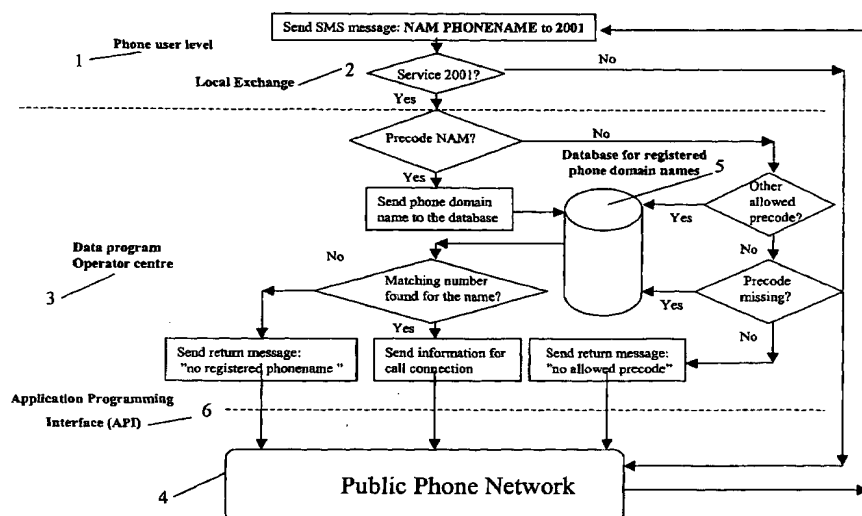 Send SMS message: NAM PHONENAME to 2001
1
Phone user level
2
Local Exchange
Service 2001?
No
Yes
Precode NAM?
No
Yes
Database for registered
phone domain names
5
Send phone domain
name to the database
Other
allowed
precode?
Yes
No
Data program
Operator centre
3
No
Matching number
found for the name?
Yes
Precode
missing?
Yes
No
Send return message:
"no registered phonename "
Send information for
call connection
Send return message:
"no allowed precode"
Application Programming
Interface (API)
6
4
Public Phone Network